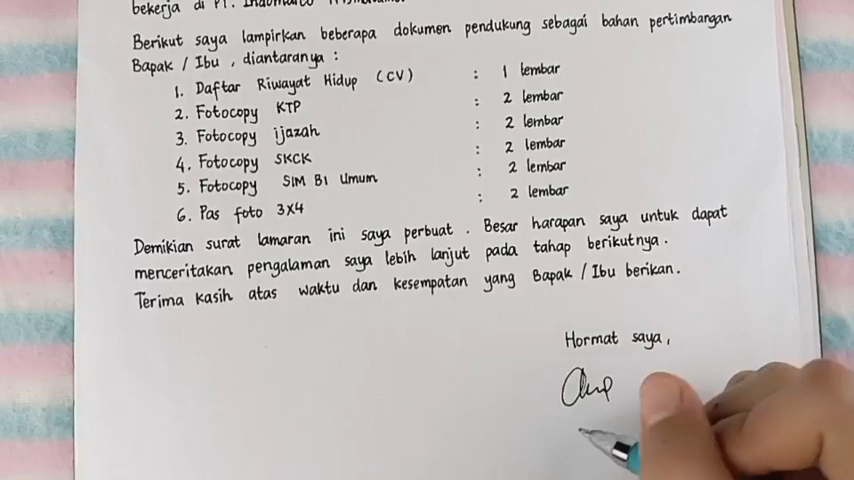 bekerja di PT. Indomarco
Berikut saya lampirkan beberapa dokumen pendukung sebagai bahan pertimbangan
Bapak / Ibu , diantaranya :
1. Daftar Riwayat Hidup (CV) : 1 lembar
2. Fotocopy KTP : 2 lembar
3. Fotocopy ijazah : 2 lembar
4. Fotocopy SKCK : 2 lembar
5. Fotocopy SIM B1 Umum : 2 lembar
6. Pas foto 3x4 : 2 lembar
Demikian surat lamaran ini saya perbuat . Besar harapan saya untuk dapat
menceritakan pengalaman saya lebih lanjut pada tahap berikutnya .
Terima kasih atas waktu dan kesempatan yang Bapak / Ibu berikan .
Hormat saya ,